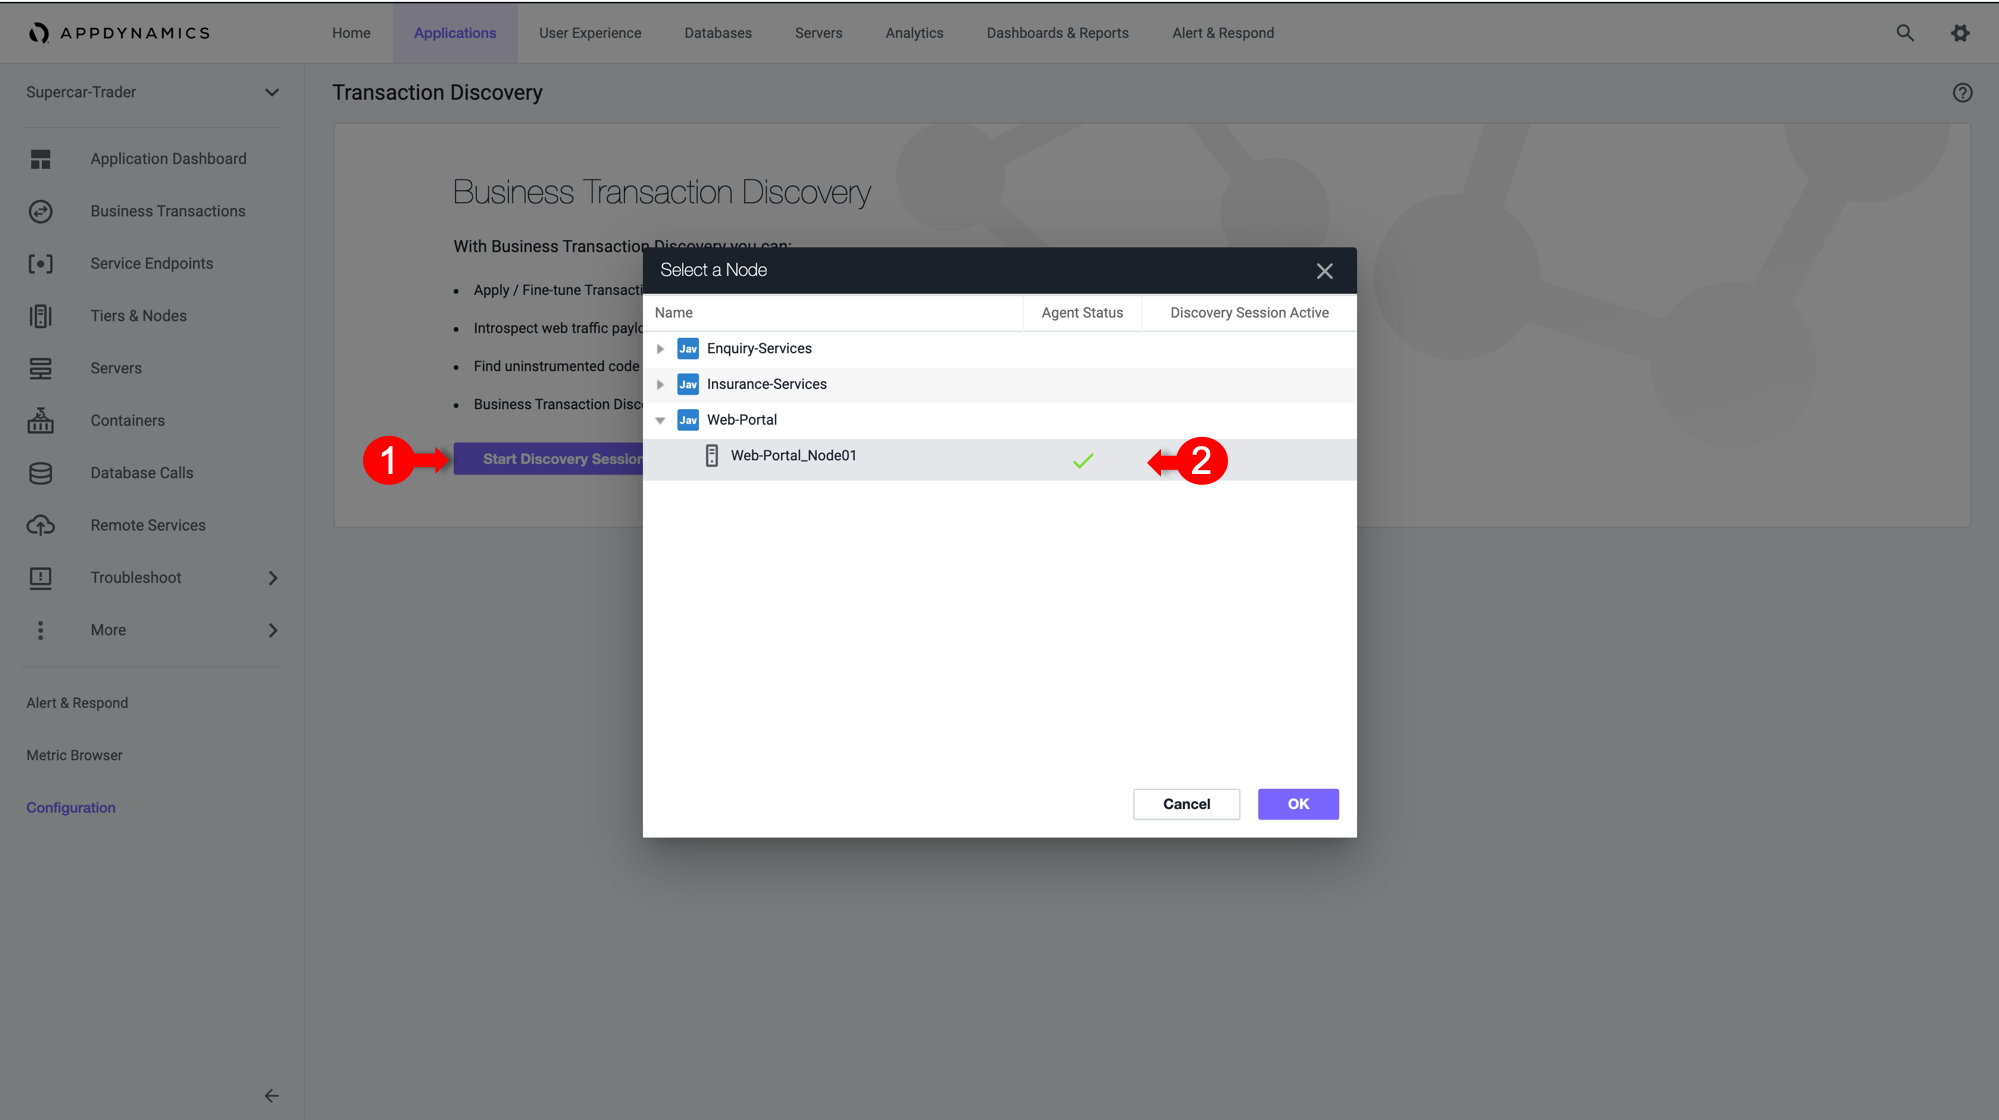 APPDYNAMICS
Home
Applications
User Experience
Databases
Servers
Analytics
Dashboards & Reports
Alert & Respond
Supercar-Trader
Application Dashboard
Business Transactions
Service Endpoints
Tiers & Nodes
Servers
Containers
Database Calls
Remote Services
Troubleshoot
More
Alert & Respond
Metric Browser
Configuration
Transaction Discovery
Business Transaction Discovery
With Business Transaction Discovery you can:
• Apply / Fine-tune Transacti
• Introspect web traffic paylo
• Find uninstrumented code
• Business Transaction Disc
1
Start Discovery Session
Select a Node
Name
Agent Status
Discovery Session Active
Jav Enquiry-Services
Jav Insurance-Services
Jav Web-Portal
Web-Portal_Node01
2
Cancel
OK